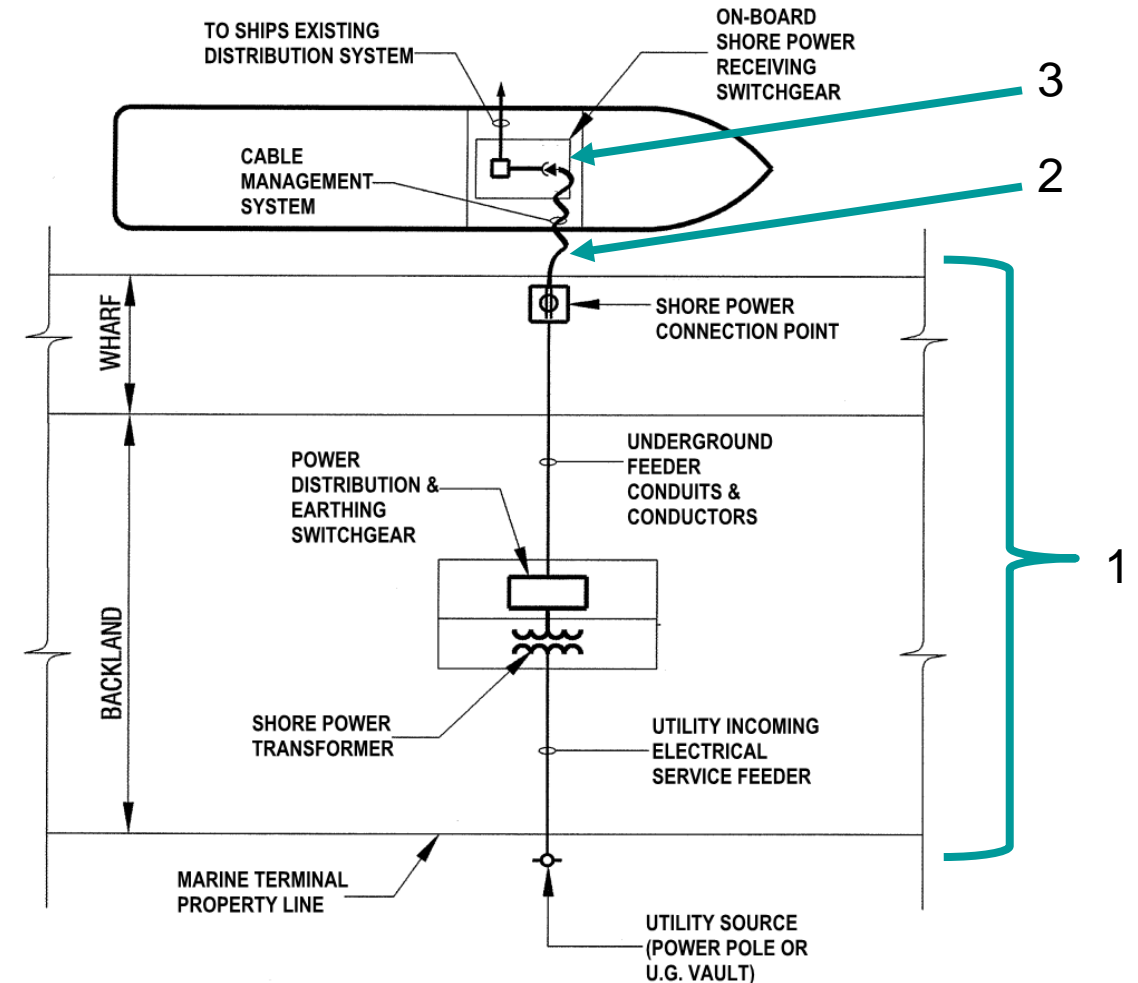 TO SHIPS EXISTING
DISTRIBUTION SYSTEM
ON-BOARD
SHORE POWER
RECEIVING
SWITCHGEAR
3
CABLE
MANAGEMENT
SYSTEM
2
WHARF
SHORE POWER
CONNECTION POINT
POWER
DISTRIBUTION &
EARTHING
SWITCHGEAR
UNDERGROUND
FEEDER
CONDUITS &
CONDUCTORS
1
BACKLAND
SHORE POWER
TRANSFORMER
UTILITY INCOMING
ELECTRICAL
SERVICE FEEDER
MARINE TERMINAL
PROPERTY LINE
UTILITY SOURCE
(POWER POLE OR
U.G. VAULT)